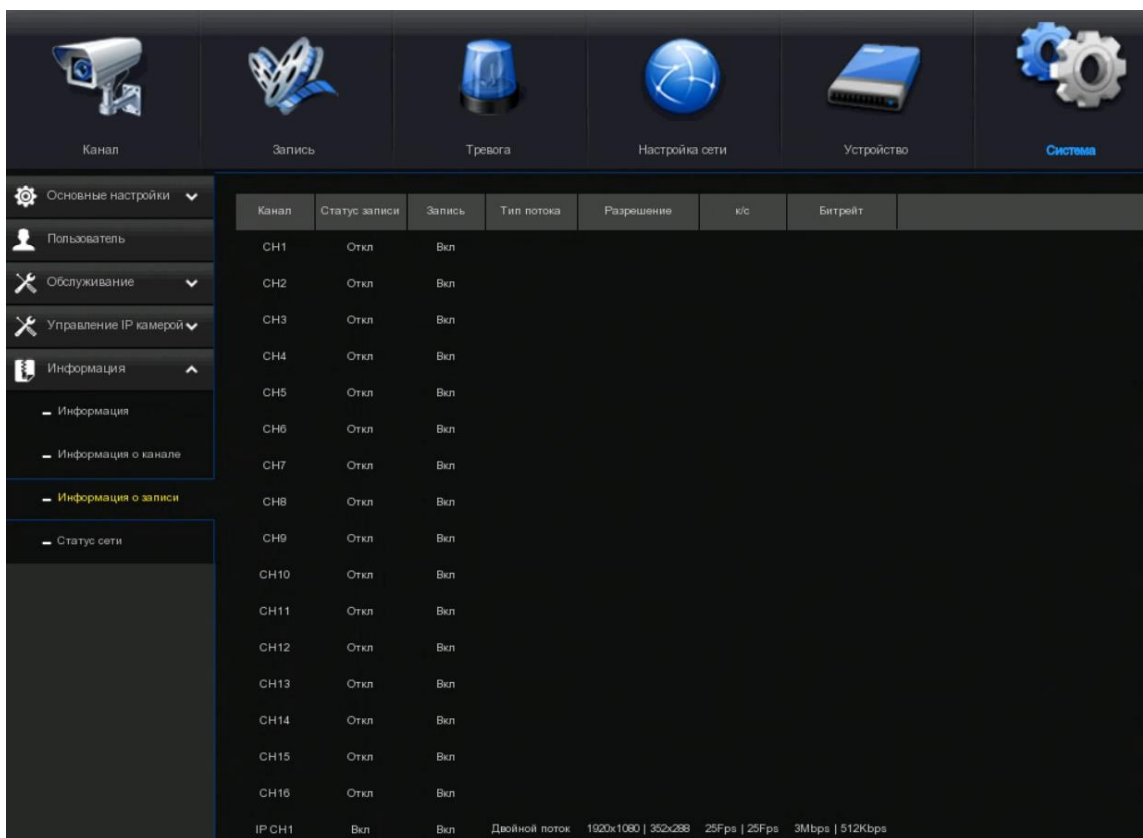 Канал Запись Тревога Настройка сети Устройство Система
Основные настройки
Пользователь
Обслуживание
Управление IP камерой
Информация
Информация
Информация о канале
Информация о записи
Статус сети
Канал Статус записи Запись Тип потока Разрешение к/с Битрейт
CH1 Откл Вкл
CH2 Откл Вкл
CH3 Откл Вкл
CH4 Откл Вкл
CH5 Откл Вкл
CH6 Откл Вкл
CH7 Откл Вкл
CH8 Откл Вкл
CH9 Откл Вкл
CH10 Откл Вкл
CH11 Откл Вкл
CH12 Откл Вкл
CH13 Откл Вкл
CH14 Откл Вкл
CH15 Откл Вкл
CH16 Откл Вкл
IP CH1 Вкл Вкл Двойной поток 1920x1080 | 352x288 25Fps | 25Fps 3Mbps | 512Kbps